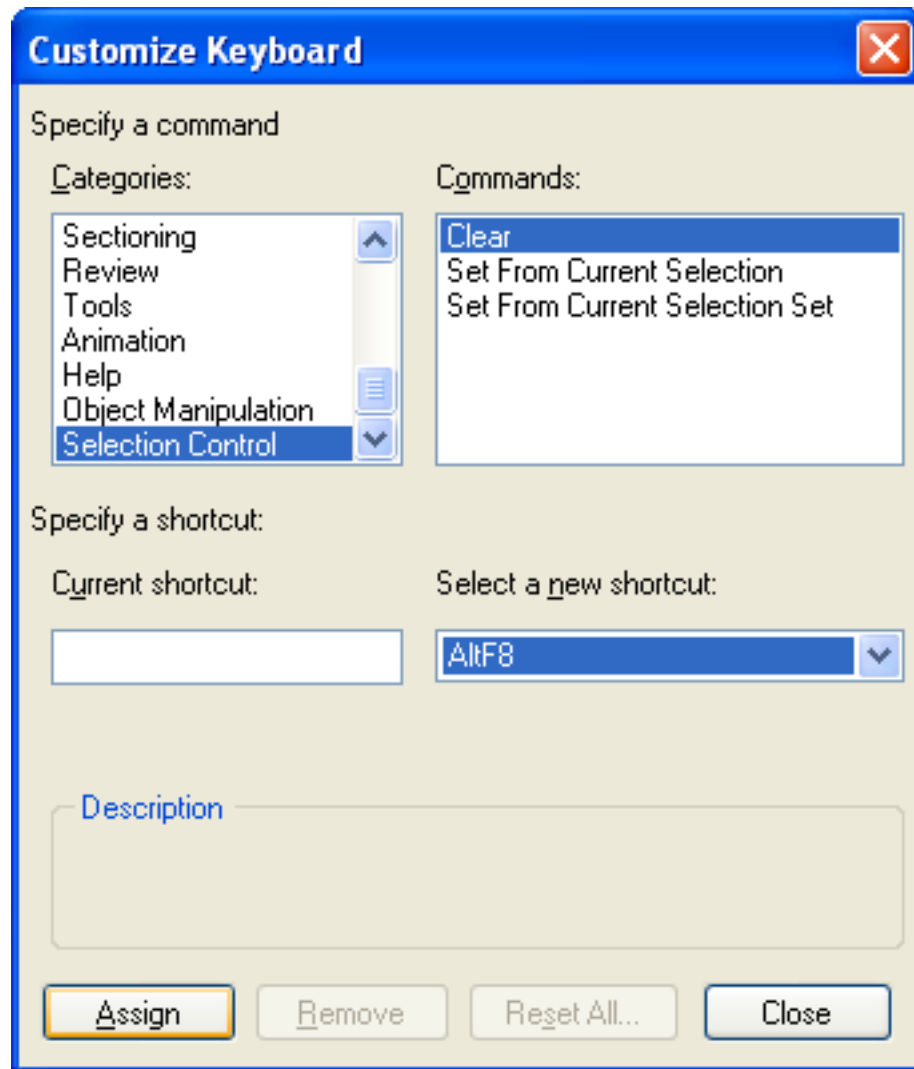 Customize Keyboard
Specify a command
Categories:
Commands:
Sectioning
Review
Tools
Animation
Help
Object Manipulation
Selection Control
Clear
Set From Current Selection
Set From Current Selection Set
Specify a shortcut:
Current shortcut:
Select a new shortcut:
AltF8
Description
Assign
Remove
Reset All...
Close